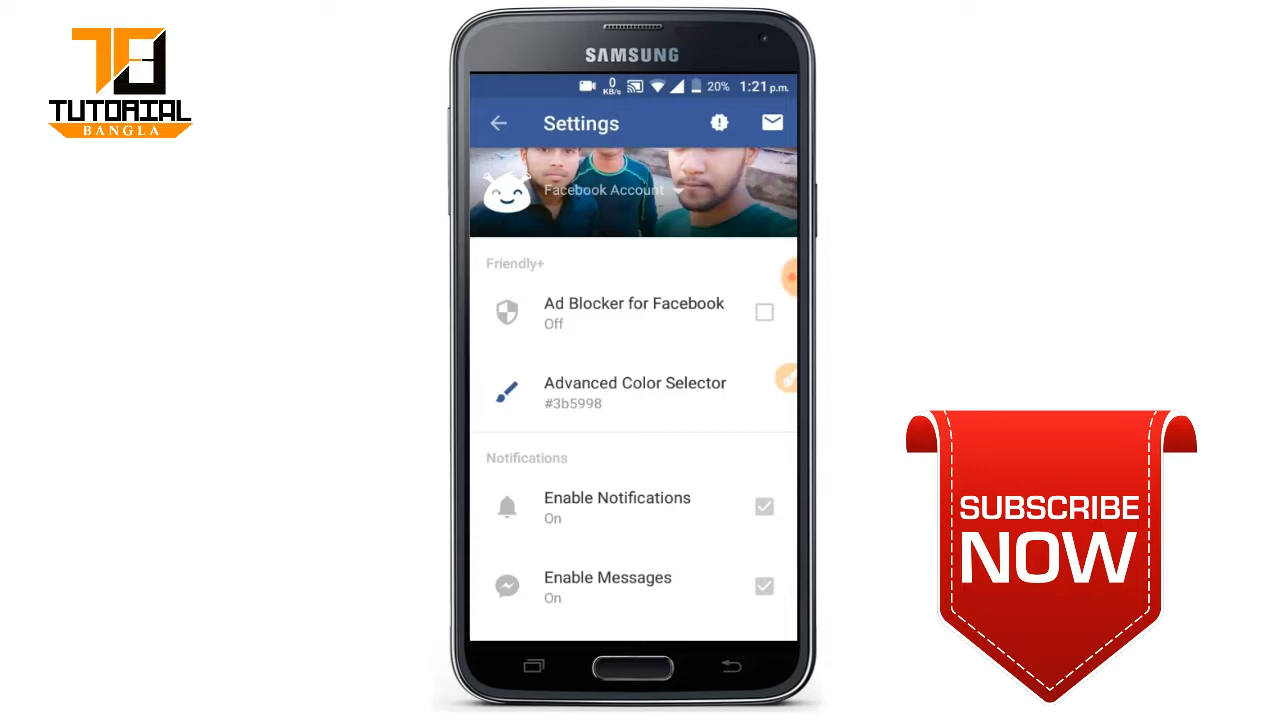 TUTORIAL
BANGLA
SAMSUNG
0
KB/s
20%
1:21 p.m.
Settings
Facebook Account
Friendly+
Ad Blocker for Facebook
Off
Advanced Color Selector
#3b5998
Notifications
Enable Notifications
On
Enable Messages
On
SUBSCRIBE
NOW